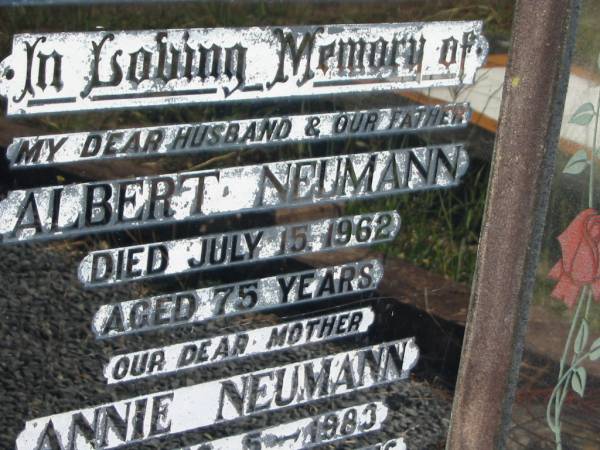 In Loving Memory of
MY DEAR HUSBAND & OUR FATHER
ALBERT NEUMANN
DIED JULY 15, 1962
AGED 75 YEARS
OUR DEAR MOTHER
ANNIE NEUMANN
1983